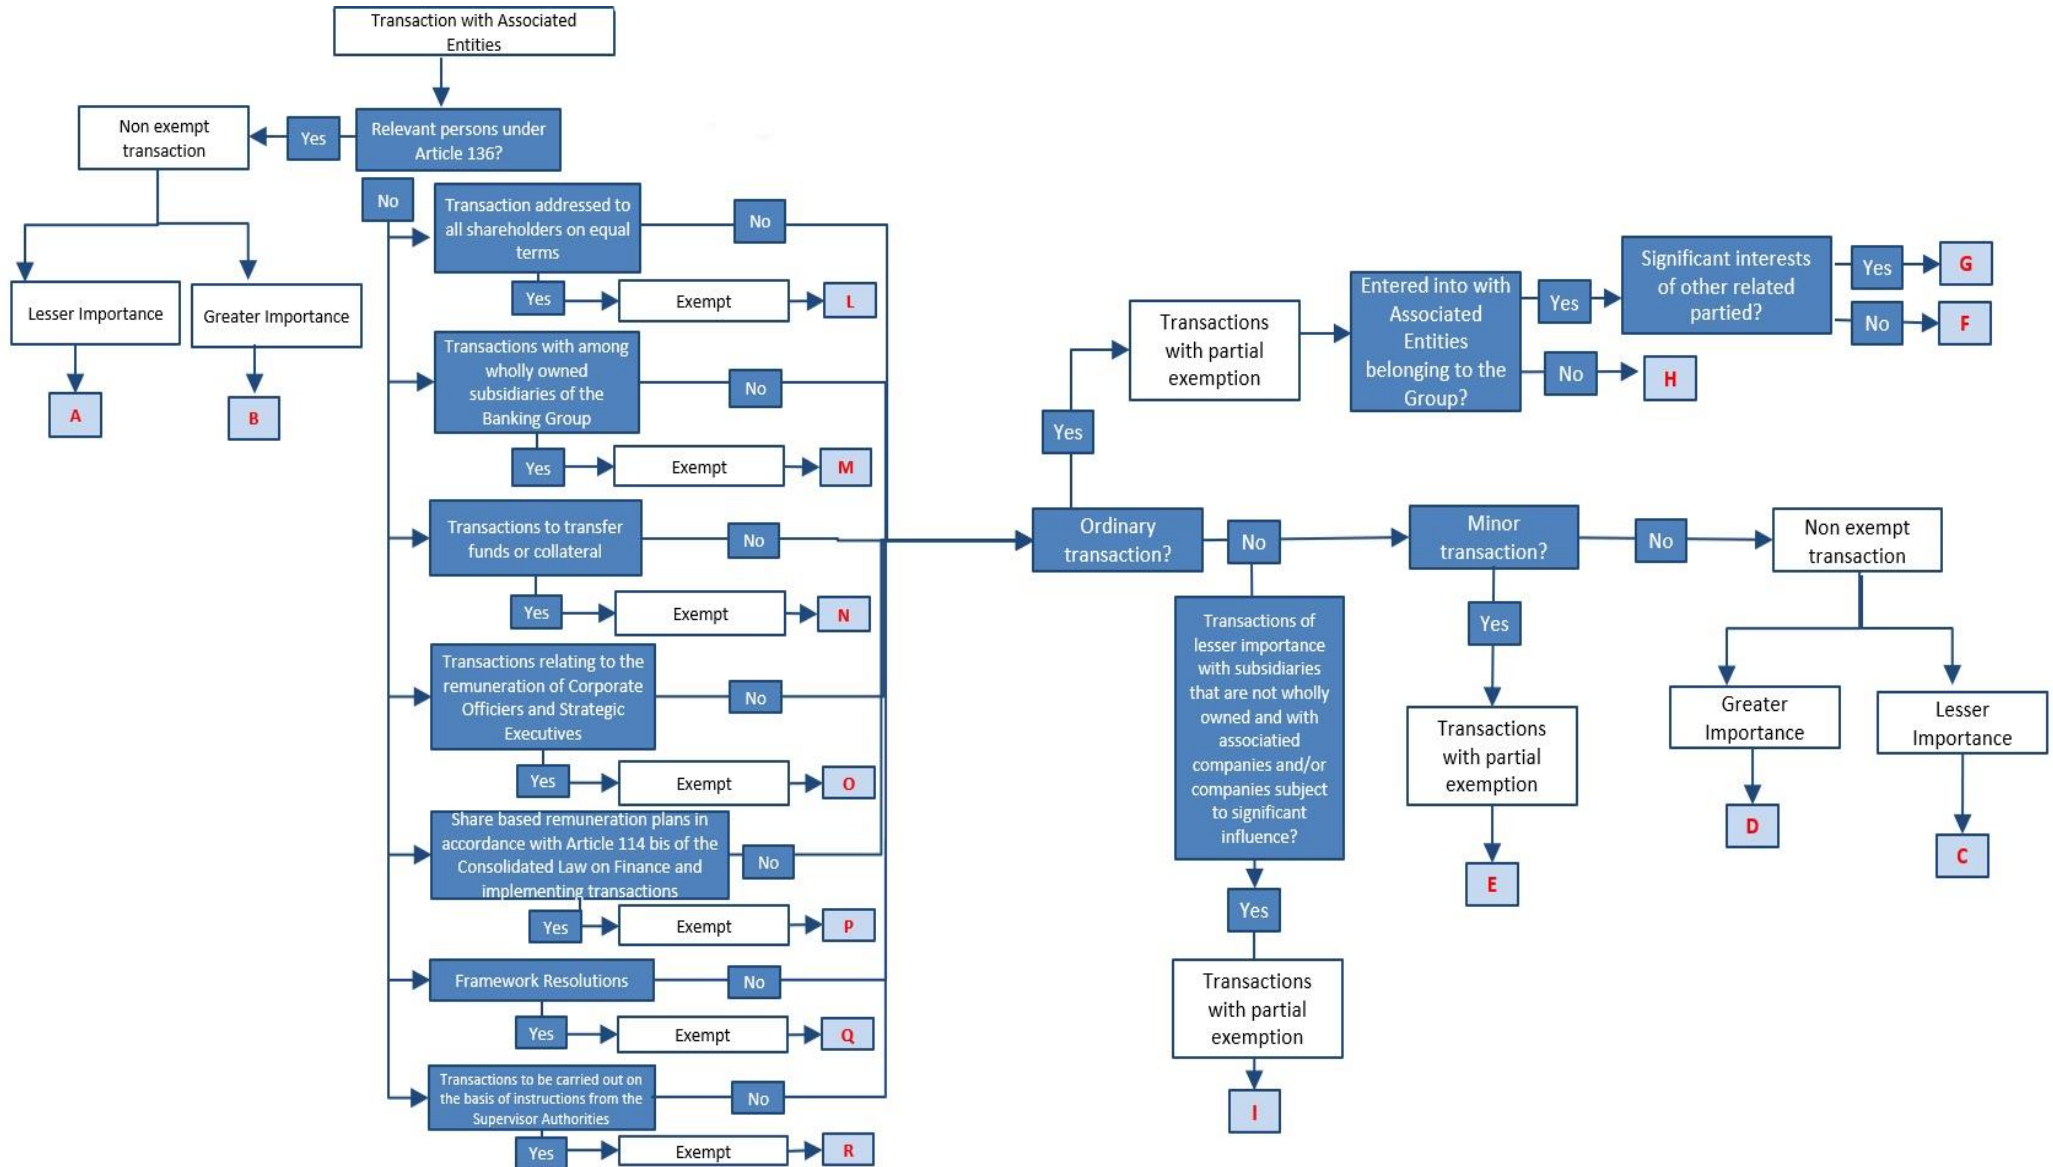 Transaction with Associated
Entities
Non exempt
transaction
Yes
Relevant persons under
Article 136?
No
Lesser Importance
Greater Importance
A
B
Transaction addressed to
all shareholders on equal
terms
No
Yes
Exempt
L
Transactions with among
wholly owned
subsidiaries of the
Banking Group
No
Yes
Exempt
M
Transactions to transfer
funds or collateral
No
Yes
Exempt
N
Transactions relating to the
remuneration of Corporate
Officiers and Strategic
Executives
No
Yes
Exempt
O
Share based remuneration plans in
accordance with Article 114 bis of the
Consolidated Law on Finance and
implementing transactions
No
Yes
Exempt
P
Framework Resolutions
No
Yes
Exempt
Q
Transactions to be carried out on
the basis of instructions from the
Supervisor Authorities
No
Yes
Exempt
R
Ordinary
transaction?
Yes
Transactions
with partial
exemption
Entered into with
Associated
Entities
belonging to the
Group?
Yes
Significant interests
of other related
partied?
Yes
G
No
F
No
H
No
Transactions of
lesser importance
with subsidiaries
that are not wholly
owned and with
associatied
companies and/or
companies subject
to significant
influence?
Yes
Transactions
with partial
exemption
I
Minor
transaction?
Yes
Transactions
with partial
exemption
E
No
Non exempt
transaction
Greater
Importance
D
Lesser
Importance
C